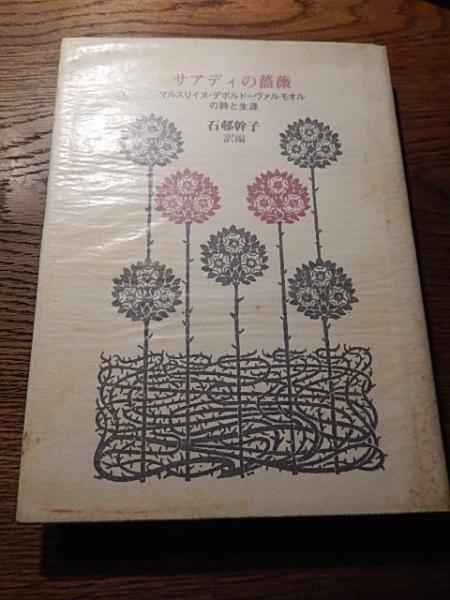 サアディの薔薇
マルスリイヌ・デボルド―ヴァルモオル
の詩と生涯
石邨幹子
訳編